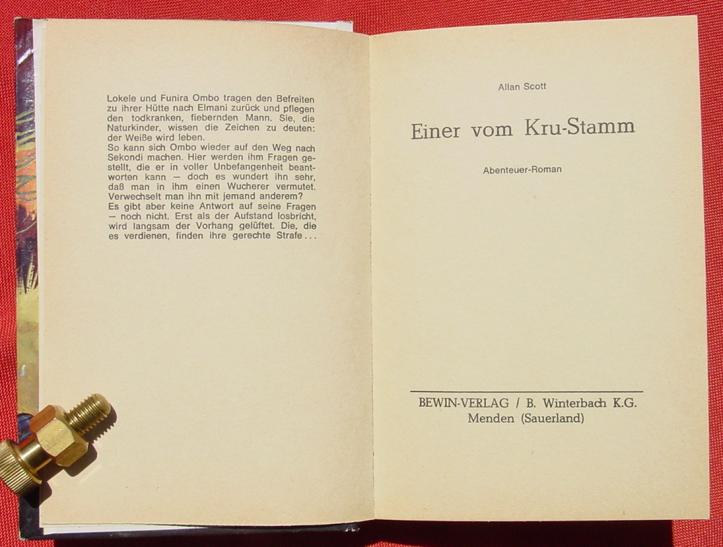 Lokele und Funira Ombo tragen den Befreiten
zu ihrer Hütte nach Elmani zurück und pflegen
den todkranken, fiebernden Mann. Sie, die
Naturkinder, wissen die Zeichen zu deuten:
der Weiße wird leben.
So kann sich Ombo wieder auf den Weg nach
Sekondi machen. Hier werden ihm Fragen ge-
stellt, die er in voller Unbefangenheit beant-
worten kann — doch es wundert ihn sehr,
daß man in ihm einen Wucherer vermutet.
Verwechselt man ihn mit jemand anderem?
Es gibt aber keine Antwort auf seine Fragen
— noch nicht. Erst als der Aufstand losbricht,
wird langsam der Vorhang gelüftet. Die, die
es verdienen, finden ihre gerechte Strafe...
Allan Scott
Einer vom Kru-Stamm
Abenteuer-Roman
BEWIN-VERLAG / B. Winterbach K.G.
Menden (Sauerland)